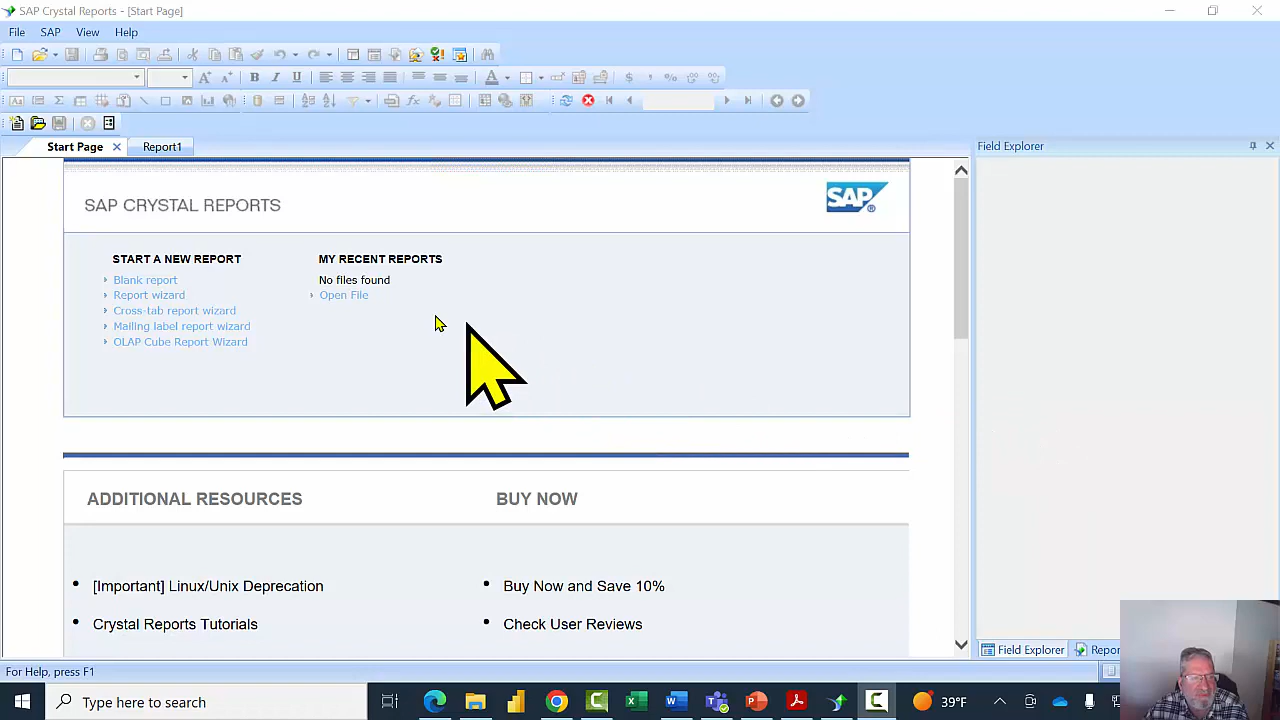 SAP Crystal Reports - [Start Page]
File SAP View Help
B I U A $ , %
Start Page Report1
Field Explorer
SAP CRYSTAL REPORTS
SAP ®
START A NEW REPORT
Blank report
Report wizard
Cross-tab report wizard
Mailing label report wizard
OLAP Cube Report Wizard
MY RECENT REPORTS
No files found
Open File
ADDITIONAL RESOURCES
[Important] Linux/Unix Deprecation
Crystal Reports Tutorials
BUY NOW
Buy Now and Save 10%
Check User Reviews
Field Explorer Repor
For Help, press F1
Type here to search
39°F